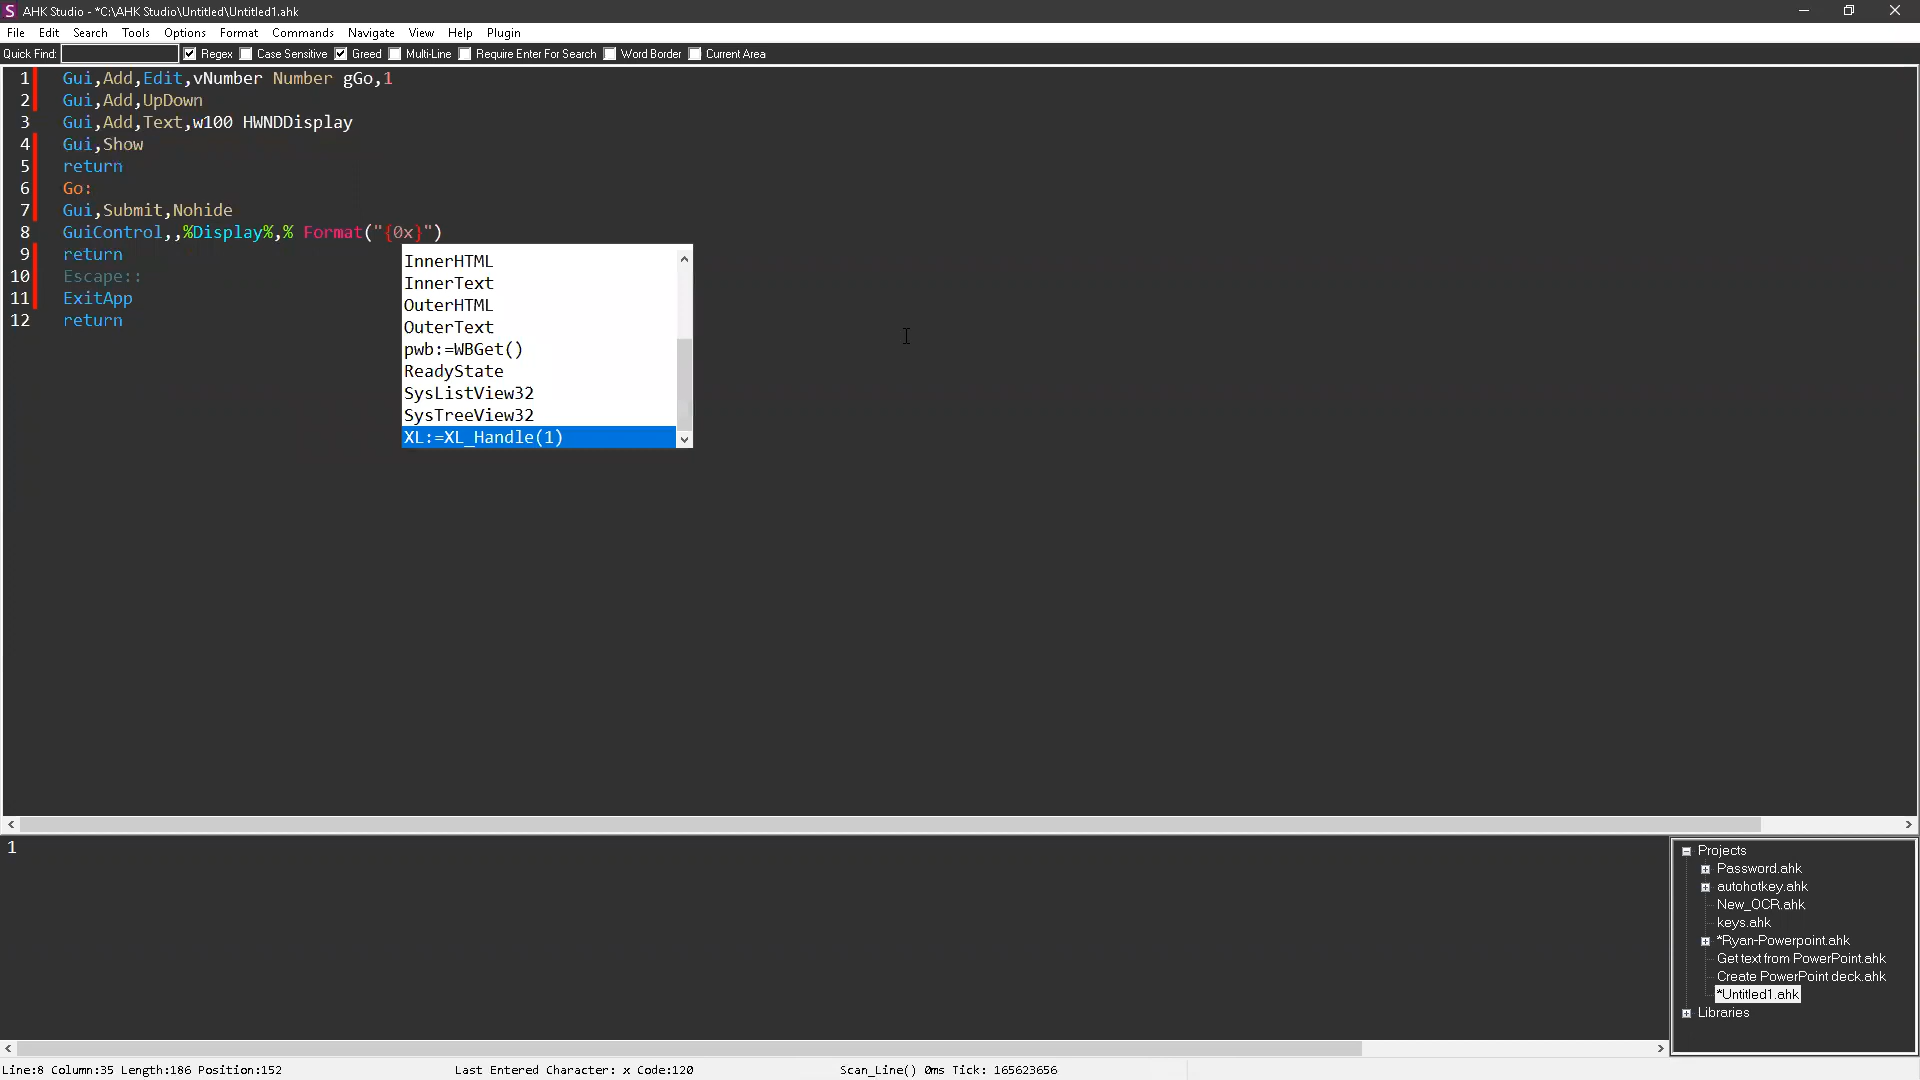 S AHK Studio - *C:\AHK Studio\Untitled\Untitled1.ahk
File Edit Search Tools Options Format Commands Navigate View Help Plugin
Quick Find: Regex Case Sensitive Greed Multi-Line Require Enter For Search Word Border Current Area
1 Gui,Add,Edit,vNumber Number gGo,1
2 Gui,Add,UpDown
3 Gui,Add,Text,w100 HWNDDisplay
4 Gui,Show
5 return
6 Go:
7 Gui,Submit,Nohide
8 GuiControl,,%Display%,% Format("{0x}")
9 return
10 Escape::
11 ExitApp
12 return
InnerHTML
InnerText
OuterHTML
OuterText
pwb:=WBGet()
ReadyState
SysListView32
SysTreeView32
XL:=XL_Handle(1)
1
Projects
Password.ahk
autohotkey.ahk
New_OCR.ahk
keys.ahk
*Ryan-Powerpoint.ahk
Get text from PowerPoint.ahk
Create PowerPoint deck.ahk
*Untitled1.ahk
Libraries
Line:8 Column:35 Length:186 Position:152 Last Entered Character: x Code:120 Scan_Line() 0ms Tick: 165623656